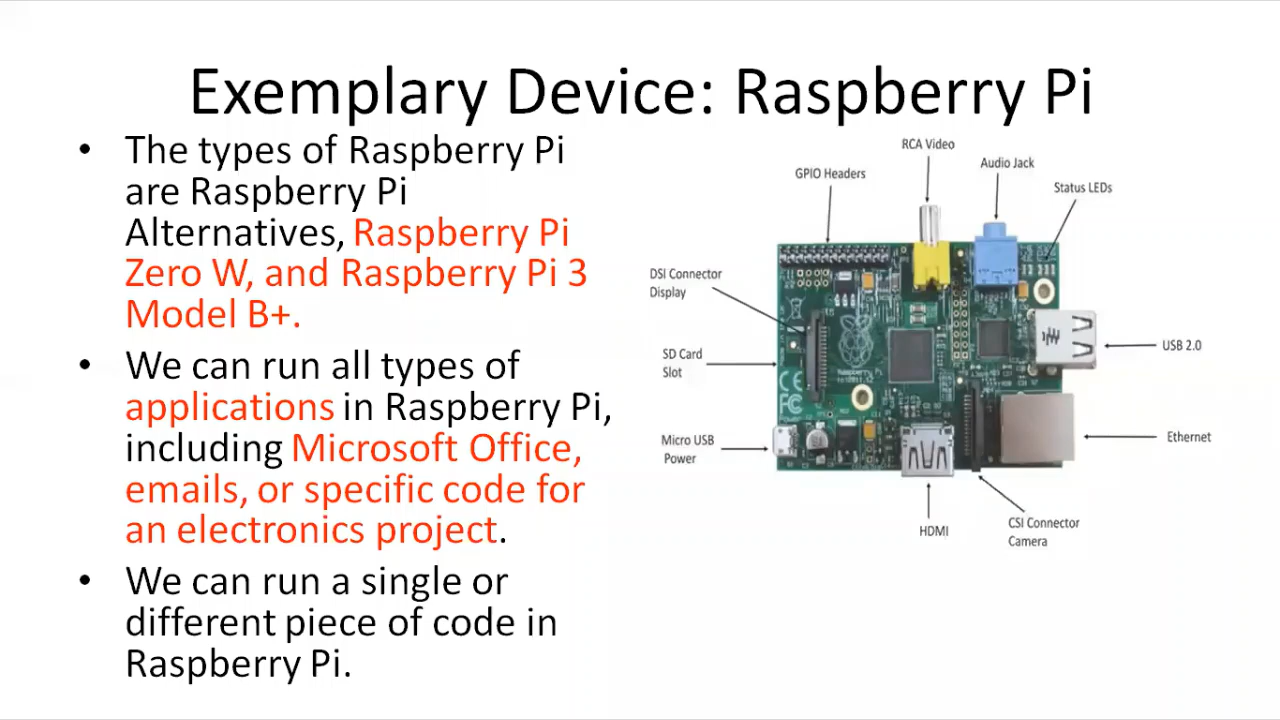 Exemplary Device: Raspberry Pi
• The types of Raspberry Pi
are Raspberry Pi
Alternatives, Raspberry Pi
Zero W, and Raspberry Pi 3
Model B+.
• We can run all types of
applications in Raspberry Pi,
including Microsoft Office,
emails, or specific code for
an electronics project.
• We can run a single or
different piece of code in
Raspberry Pi.
RCA Video
GPIO Headers
Audio Jack
Status LEDs
DSI Connector
Display
SD Card
Slot
USB 2.0
Micro USB
Power
Ethernet
HDMI
CSI Connector
Camera
Raspberry Pi
CE
FC